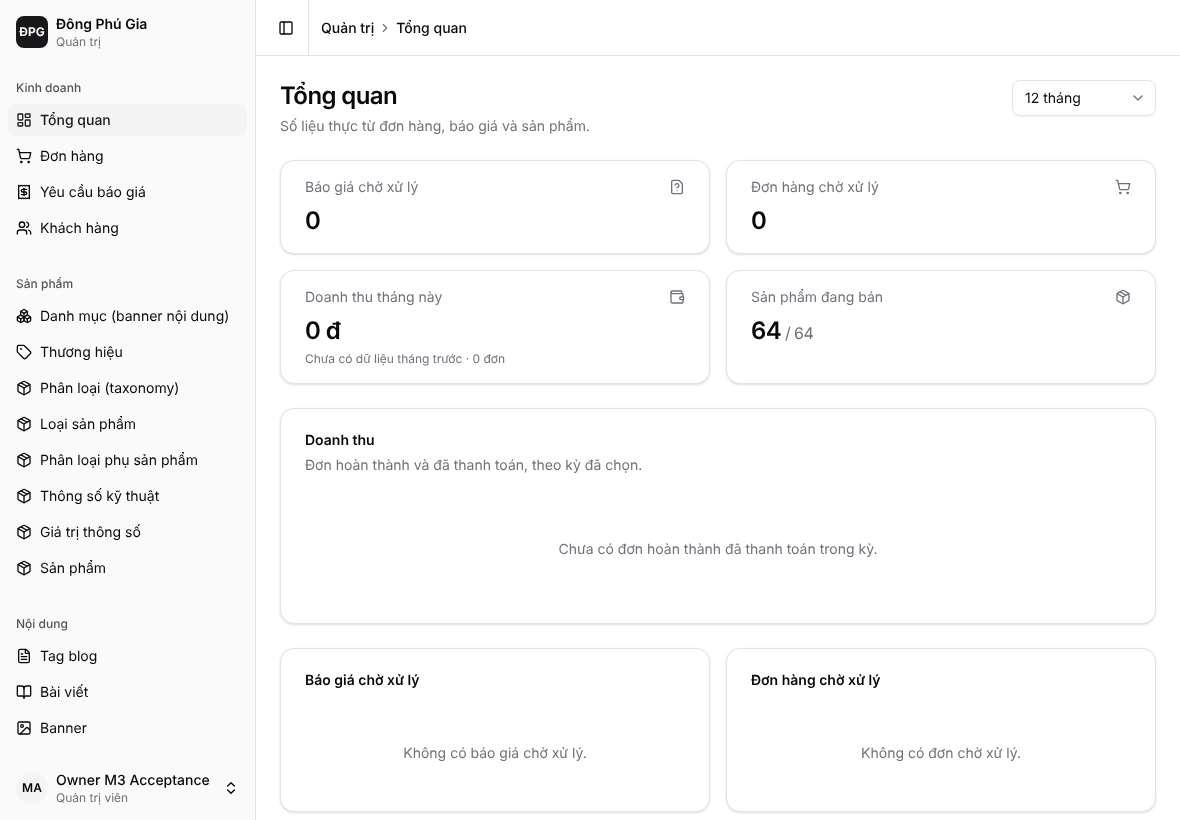 ĐPG
Đông Phú Gia
Quản trị
Kinh doanh
Tổng quan
Đơn hàng
Yêu cầu báo giá
Khách hàng
Sản phẩm
Danh mục (banner nội dung)
Thương hiệu
Phân loại (taxonomy)
Loại sản phẩm
Phân loại phụ sản phẩm
Thông số kỹ thuật
Giá trị thông số
Sản phẩm
Nội dung
Tag blog
Bài viết
Banner
MA
Owner M3 Acceptance
Quản trị viên
Quản trị > Tổng quan
Tổng quan
12 tháng
Số liệu thực từ đơn hàng, báo giá và sản phẩm.
Báo giá chờ xử lý
0
Đơn hàng chờ xử lý
0
Doanh thu tháng này
0 đ
Chưa có dữ liệu tháng trước · 0 đơn
Sản phẩm đang bán
64 / 64
Doanh thu
Đơn hoàn thành và đã thanh toán, theo kỳ đã chọn.
Chưa có đơn hoàn thành đã thanh toán trong kỳ.
Báo giá chờ xử lý
Không có báo giá chờ xử lý.
Đơn hàng chờ xử lý
Không có đơn chờ xử lý.